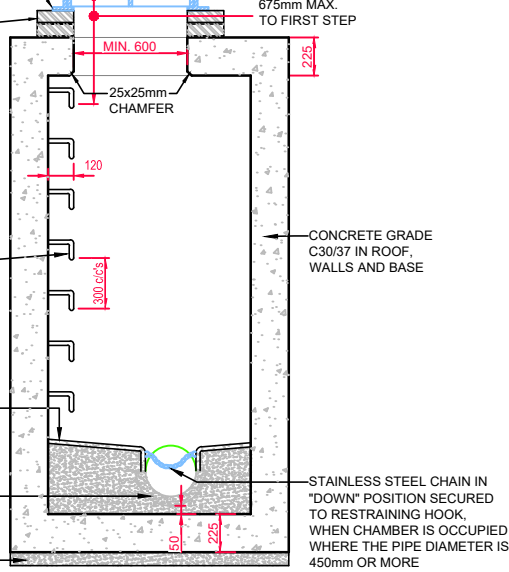 675mm MAX.
TO FIRST STEP
MIN. 600
225
25x25mm
CHAMFER
120
CONCRETE GRADE
C30/37 IN ROOF,
WALLS AND BASE
300 c/c's
STAINLESS STEEL CHAIN IN
"DOWN" POSITION SECURED
TO RESTRAINING HOOK,
WHEN CHAMBER IS OCCUPIED
WHERE THE PIPE DIAMETER IS
450mm OR MORE
50
225